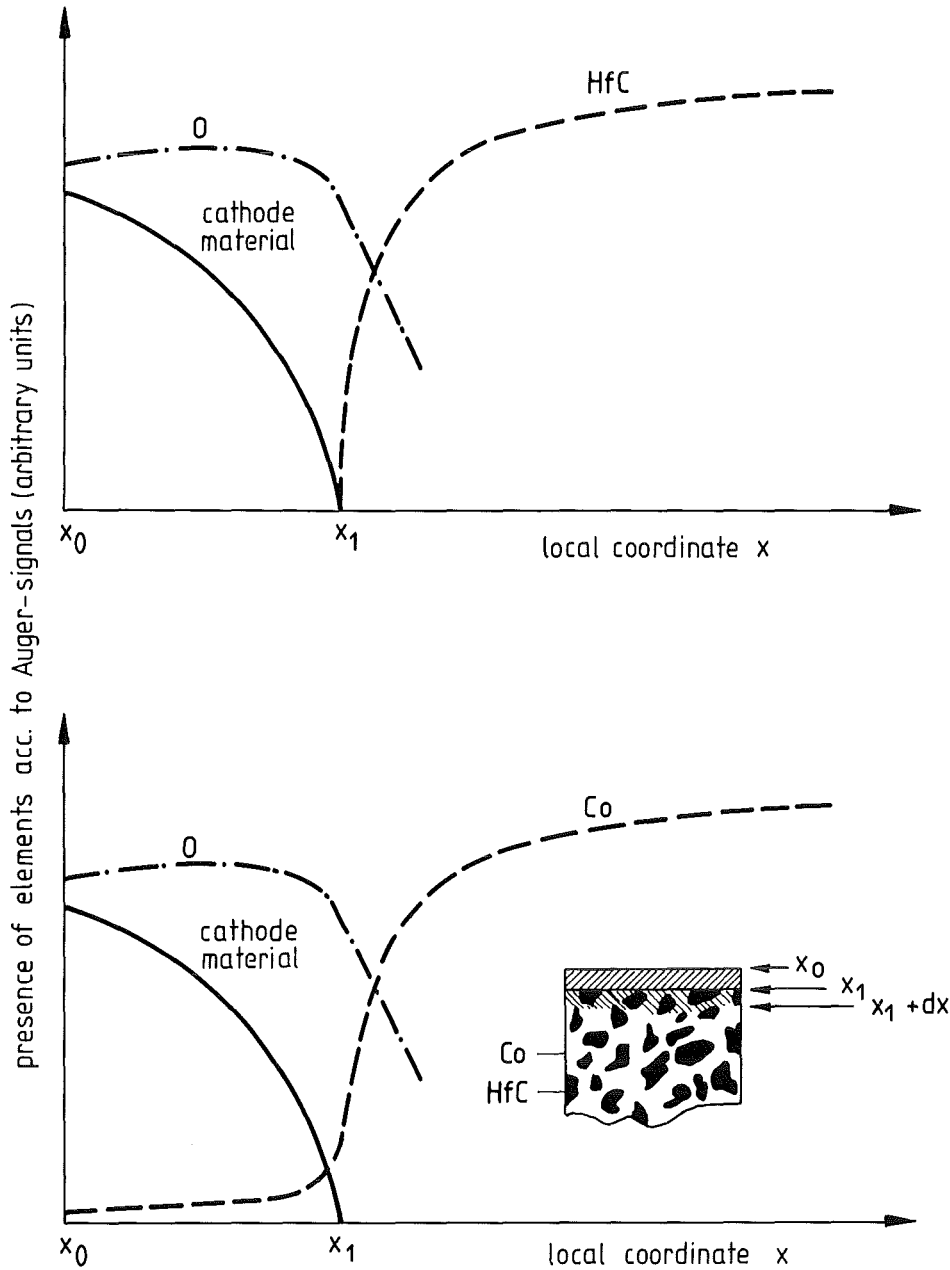 presence of elements acc. to Auger-signals (arbitrary units)
HfC
O
cathode
material
x0
x1
local coordinate x
Co
O
cathode
material
x0
x1
x1 +dx
Co
HfC
x0
x1
local coordinate x